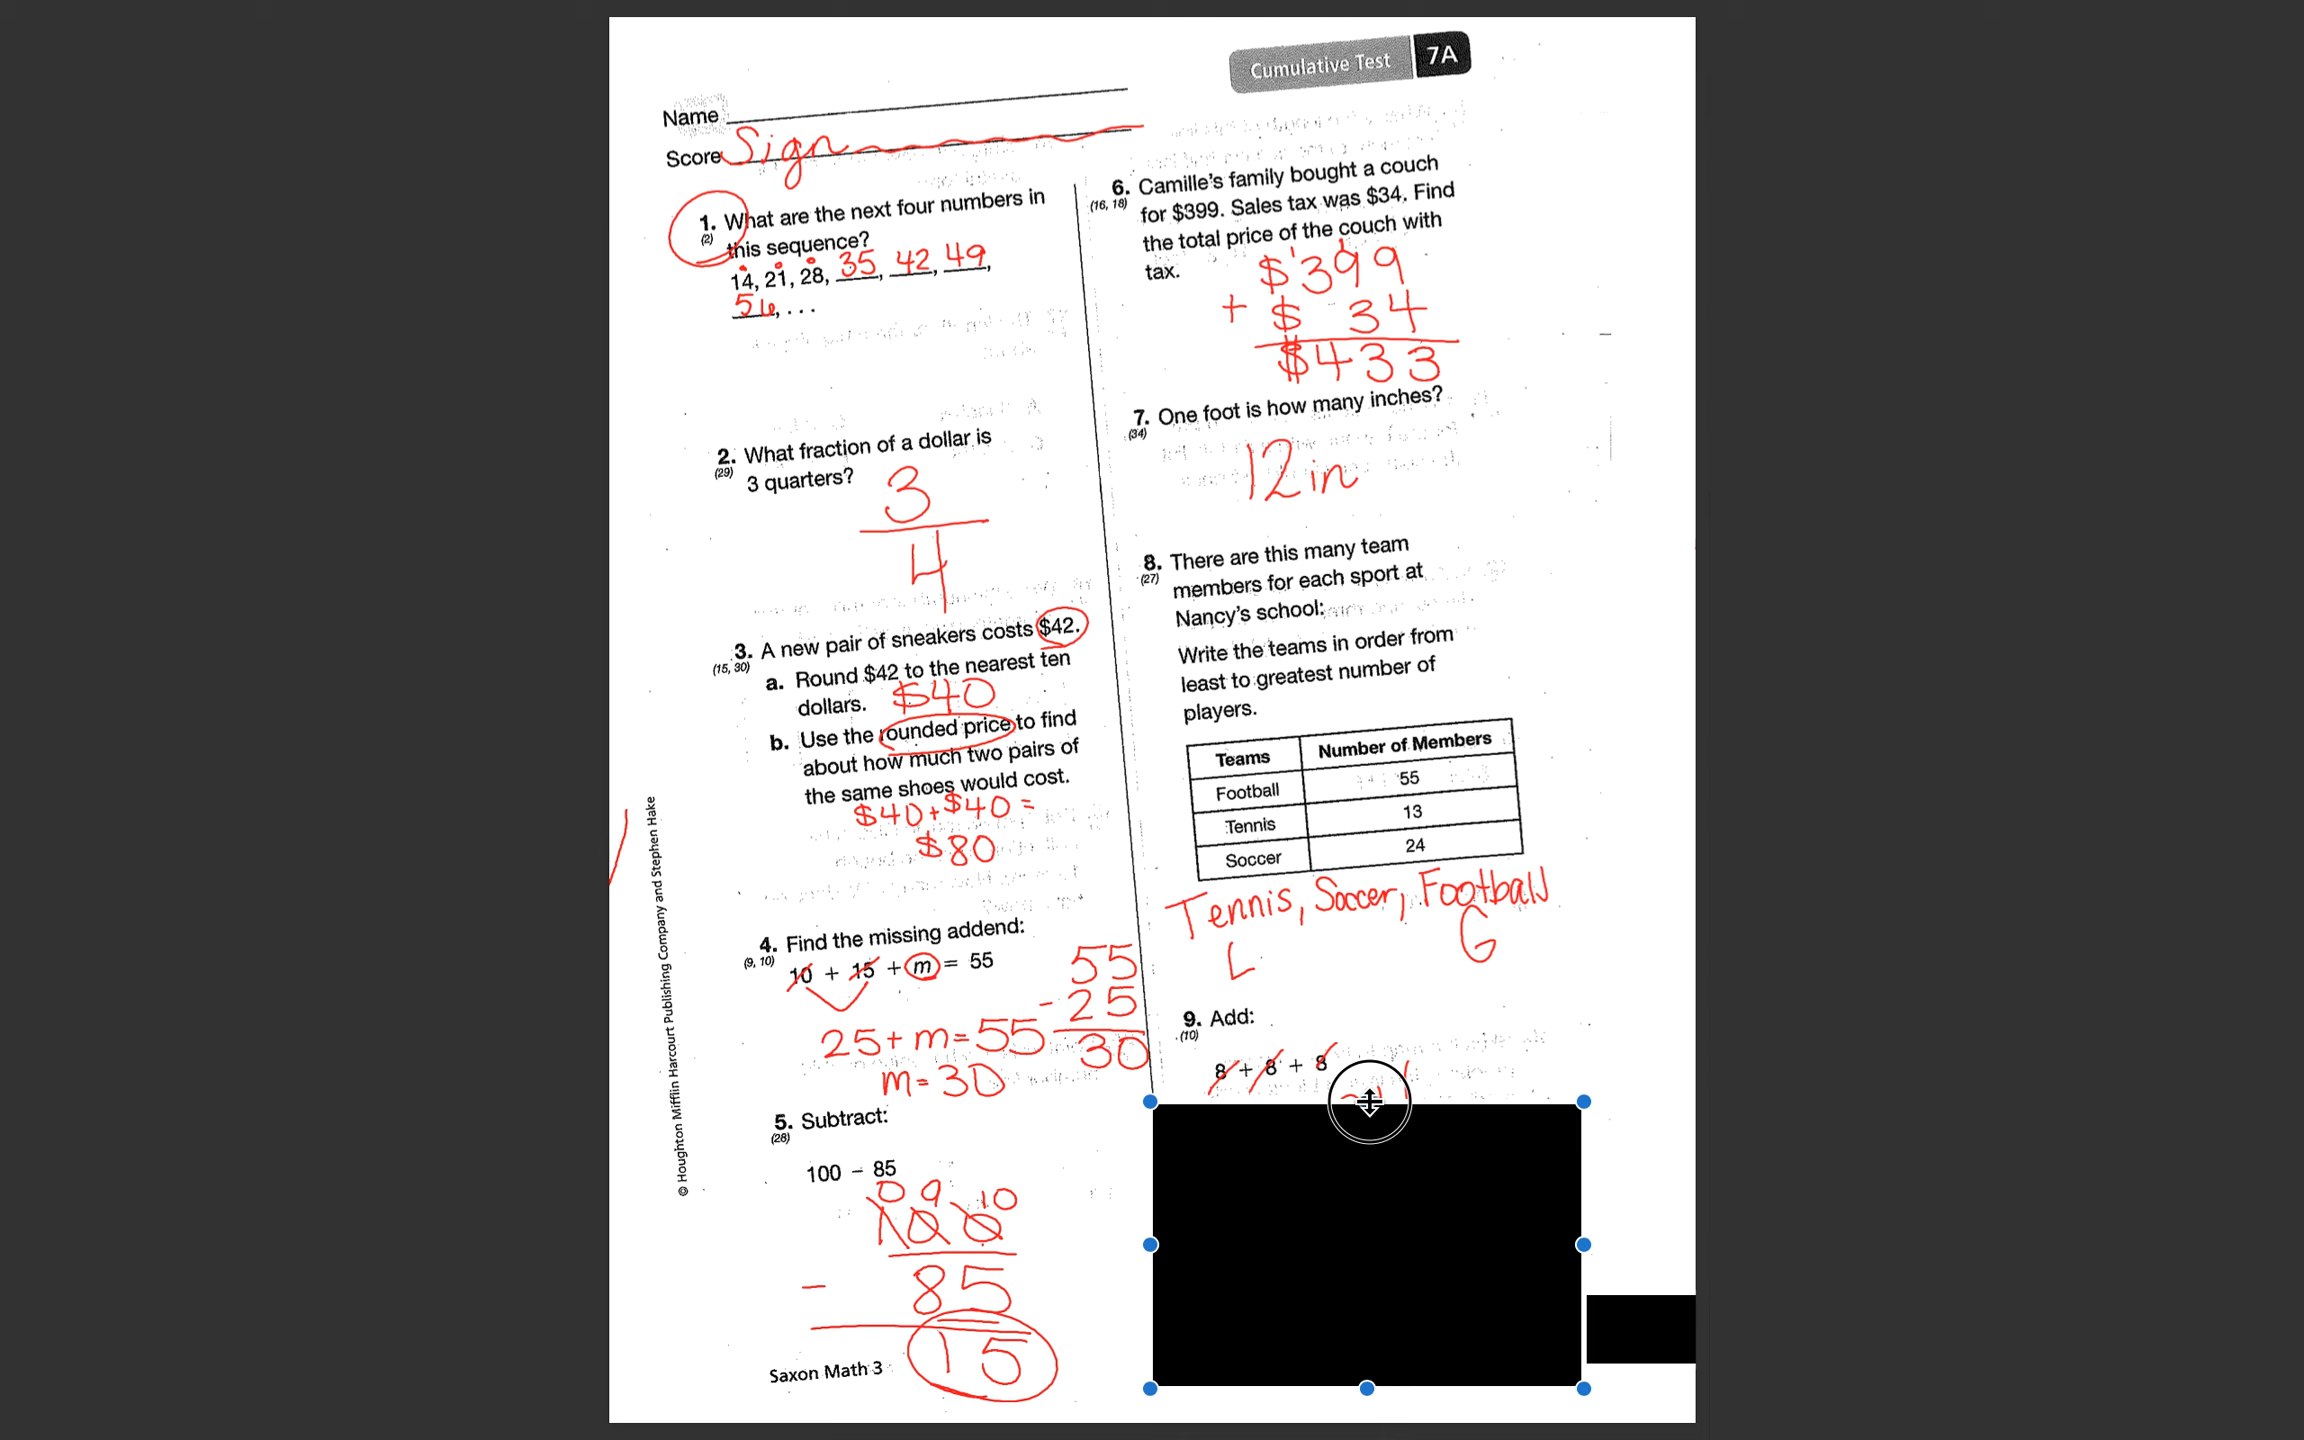 Cumulative Test 7A
Name
Score Sign
1. What are the next four numbers in
(2) this sequence?
14, 21, 28, 35, 42, 49,
56, . . .
2. What fraction of a dollar is
(29) 3 quarters?
3
4
3. A new pair of sneakers costs $42.
(15, 30)
a. Round $42 to the nearest ten
dollars. $40
b. Use the rounded price to find
about how much two pairs of
the same shoes would cost.
$40+$40 =
$80
4. Find the missing addend:
(9, 10) 10 + 15 + m = 55
25 + m = 55
m = 30
55
- 25
30
5. Subtract:
(28)
100 − 85
0 9 10
100
- 85
15
Saxon Math 3
© Houghton Mifflin Harcourt Publishing Company and Stephen Hake
6. Camille's family bought a couch
(16, 18) for $399. Sales tax was $34. Find
the total price of the couch with
tax.
1 1
$399
+ $ 34
$433
7. One foot is how many inches?
(34)
12in
8. There are this many team
(27) members for each sport at
Nancy's school:
Write the teams in order from
least to greatest number of
players.
Teams Number of Members
Football 55
Tennis 13
Soccer 24
Tennis, Soccer, Football
L G
9. Add:
(10)
8 + 8 + 8